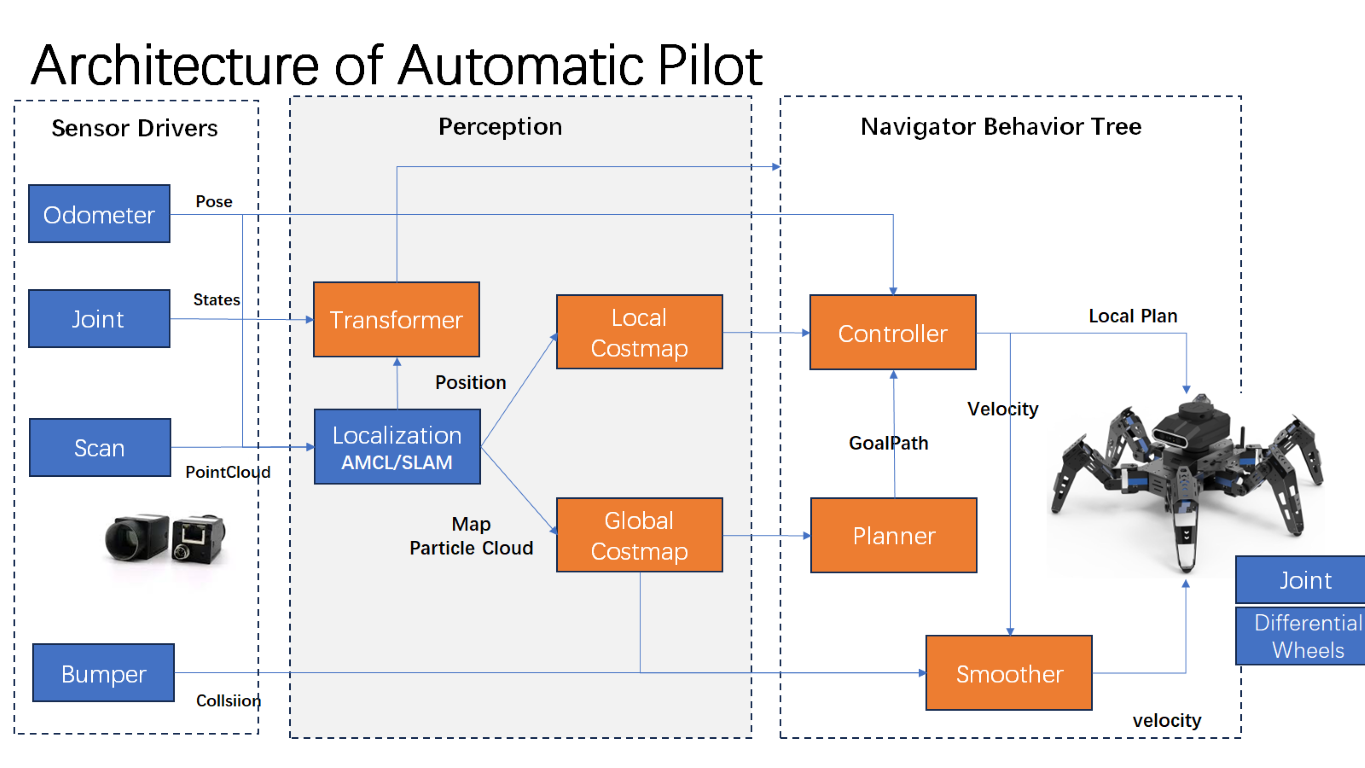 Architecture of Automatic Pilot
Sensor Drivers
Perception
Navigator Behavior Tree
Odometer
Pose
Joint
States
Transformer
Local
Costmap
Controller
Local Plan
Position
Velocity
Scan
PointCloud
Localization
AMCL/SLAM
GoalPath
Map
Particle Cloud
Global
Costmap
Planner
Joint
Differential
Wheels
Bumper
Collsiion
Smoother
velocity